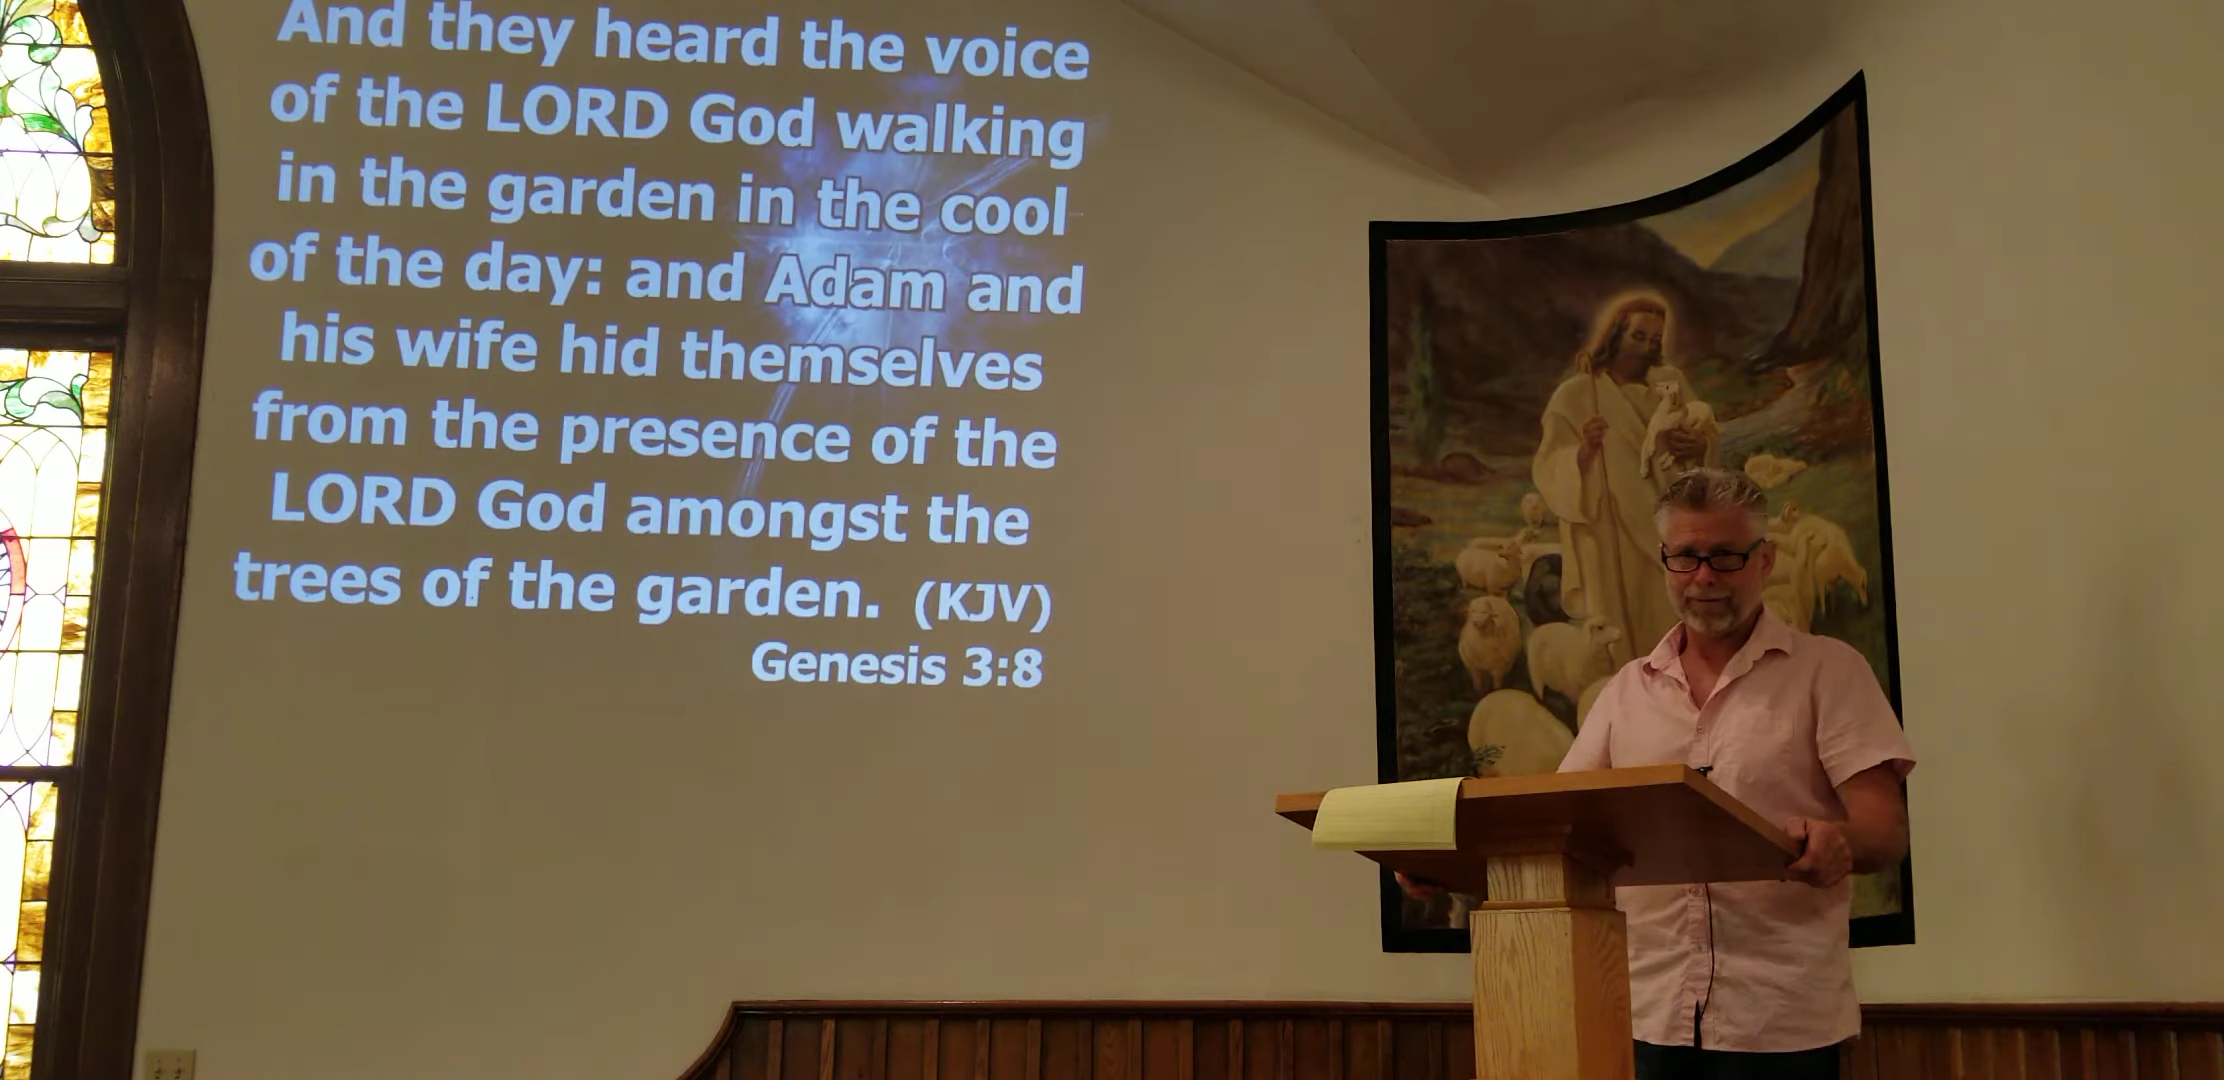 And they heard the voice
of the LORD God walking
in the garden in the cool
of the day: and Adam and
his wife hid themselves
from the presence of the
LORD God amongst the
trees of the garden. (KJV)
Genesis 3:8